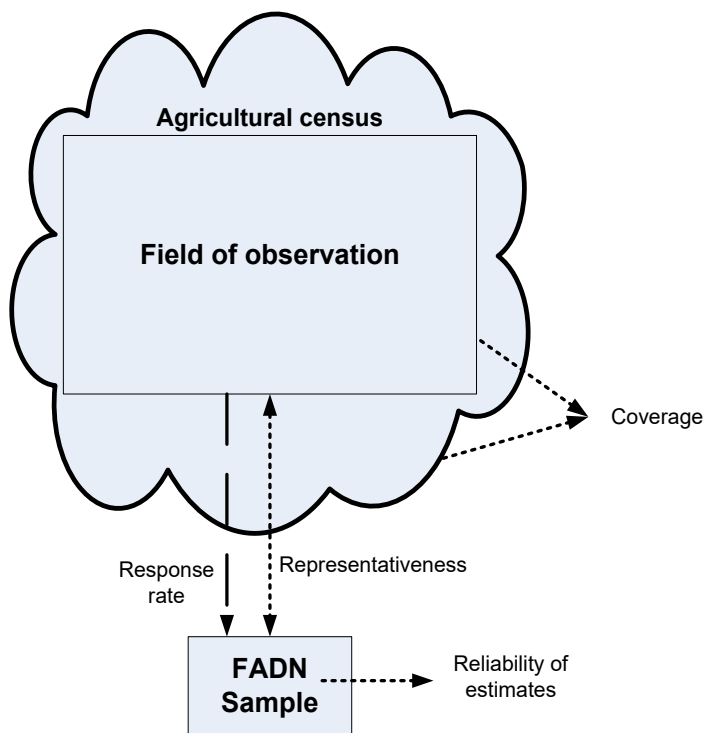 Agricultural census
Field of observation
Coverage
Response
rate
Representativeness
FADN
Sample
Reliability of
estimates